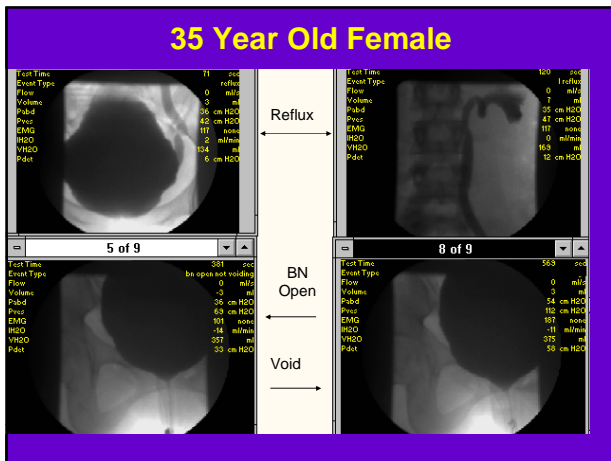 35 Year Old Female
Test Time 71 sec
Event Type l reflux
Flow 0 ml/s
Volume 3 ml
Pabd 36 cm H2O
Pves 42 cm H2O
EMG 117 none
IH2O 2 ml/min
VH2O 134 ml
Pdet 6 cm H2O
Reflux
Test Time 120 sec
Event Type l reflux
Flow 0 ml/s
Volume 7 ml
Pabd 35 cm H2O
Pves 47 cm H2O
EMG 117 none
IH2O 0 ml/min
VH2O 169 ml
Pdet 12 cm H2O
5 of 9
8 of 9
Test Time 381 sec
Event Type bn open not voiding
Flow 0 ml/s
Volume -3 ml
Pabd 36 cm H2O
Pves 69 cm H2O
EMG 101 none
IH2O -14 ml/min
VH2O 357 ml
Pdet 33 cm H2O
BN
Open
Void
Test Time 569 sec
Event Type
Flow 0 ml/s
Volume 3 ml
Pabd 54 cm H2O
Pves 112 cm H2O
EMG 187 none
IH2O -11 ml/min
VH2O 375 ml
Pdet 58 cm H2O